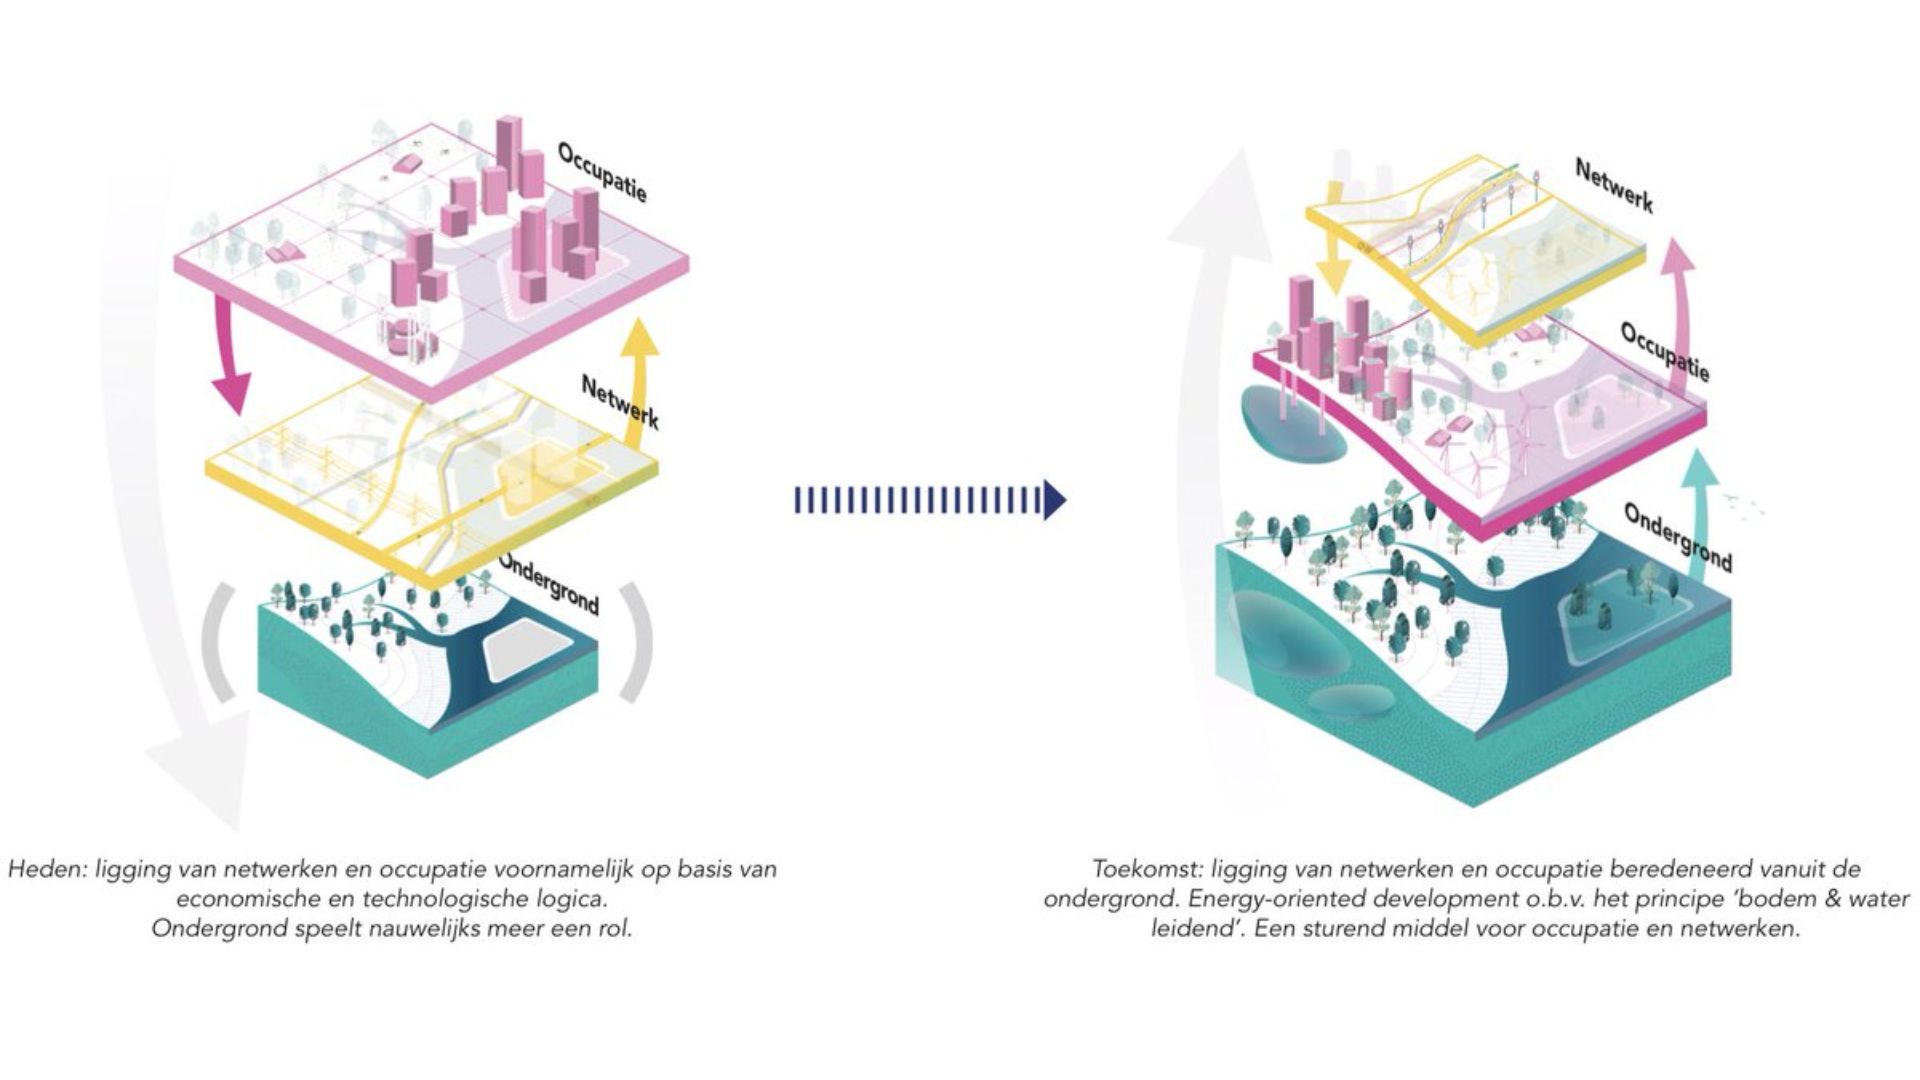 Occupatie
Netwerk
Ondergrond
Heden: ligging van netwerken en occupatie voornamelijk op basis van
economische en technologische logica.
Ondergrond speelt nauwelijks meer een rol.
Netwerk
Occupatie
Ondergrond
Toekomst: ligging van netwerken en occupatie beredeneerd vanuit de
ondergrond. Energy-oriented development o.b.v. het principe ‘bodem & water
leidend’. Een sturend middel voor occupatie en netwerken.